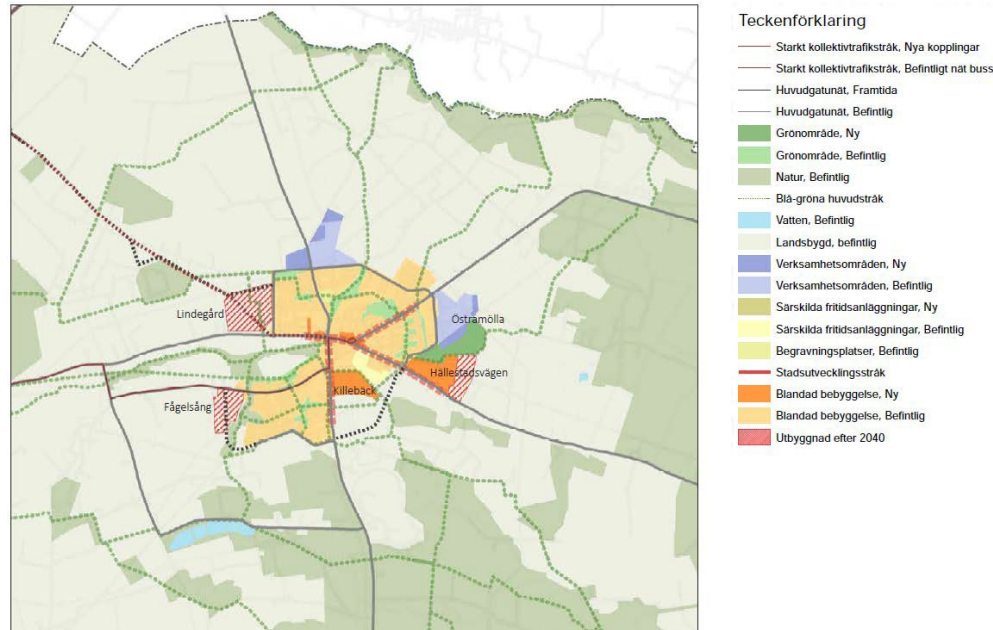 Teckenförklaring
Starkt kollektivtrafikstråk, Nya kopplingar
Starkt kollektivtrafikstråk, Befintligt nät buss
Huvudgatunät, Framtida
Huvudgatunät, Befintlig
Grönområde, Ny
Grönområde, Befintlig
Natur, Befintlig
Blå-gröna huvudstråk
Vatten, Befintlig
Landsbygd, befintlig
Verksamhetsområden, Ny
Verksamhetsområden, Befintlig
Särskilda fritidsanläggningar, Ny
Särskilda fritidsanläggningar, Befintlig
Begravningsplatser, Befintlig
Stadsutvecklingsstråk
Blandad bebyggelse, Ny
Blandad bebyggelse, Befintlig
Utbyggnad efter 2040
Lindegård
Östramölla
Hällestadsvägen
Killebäck
Fågelsång